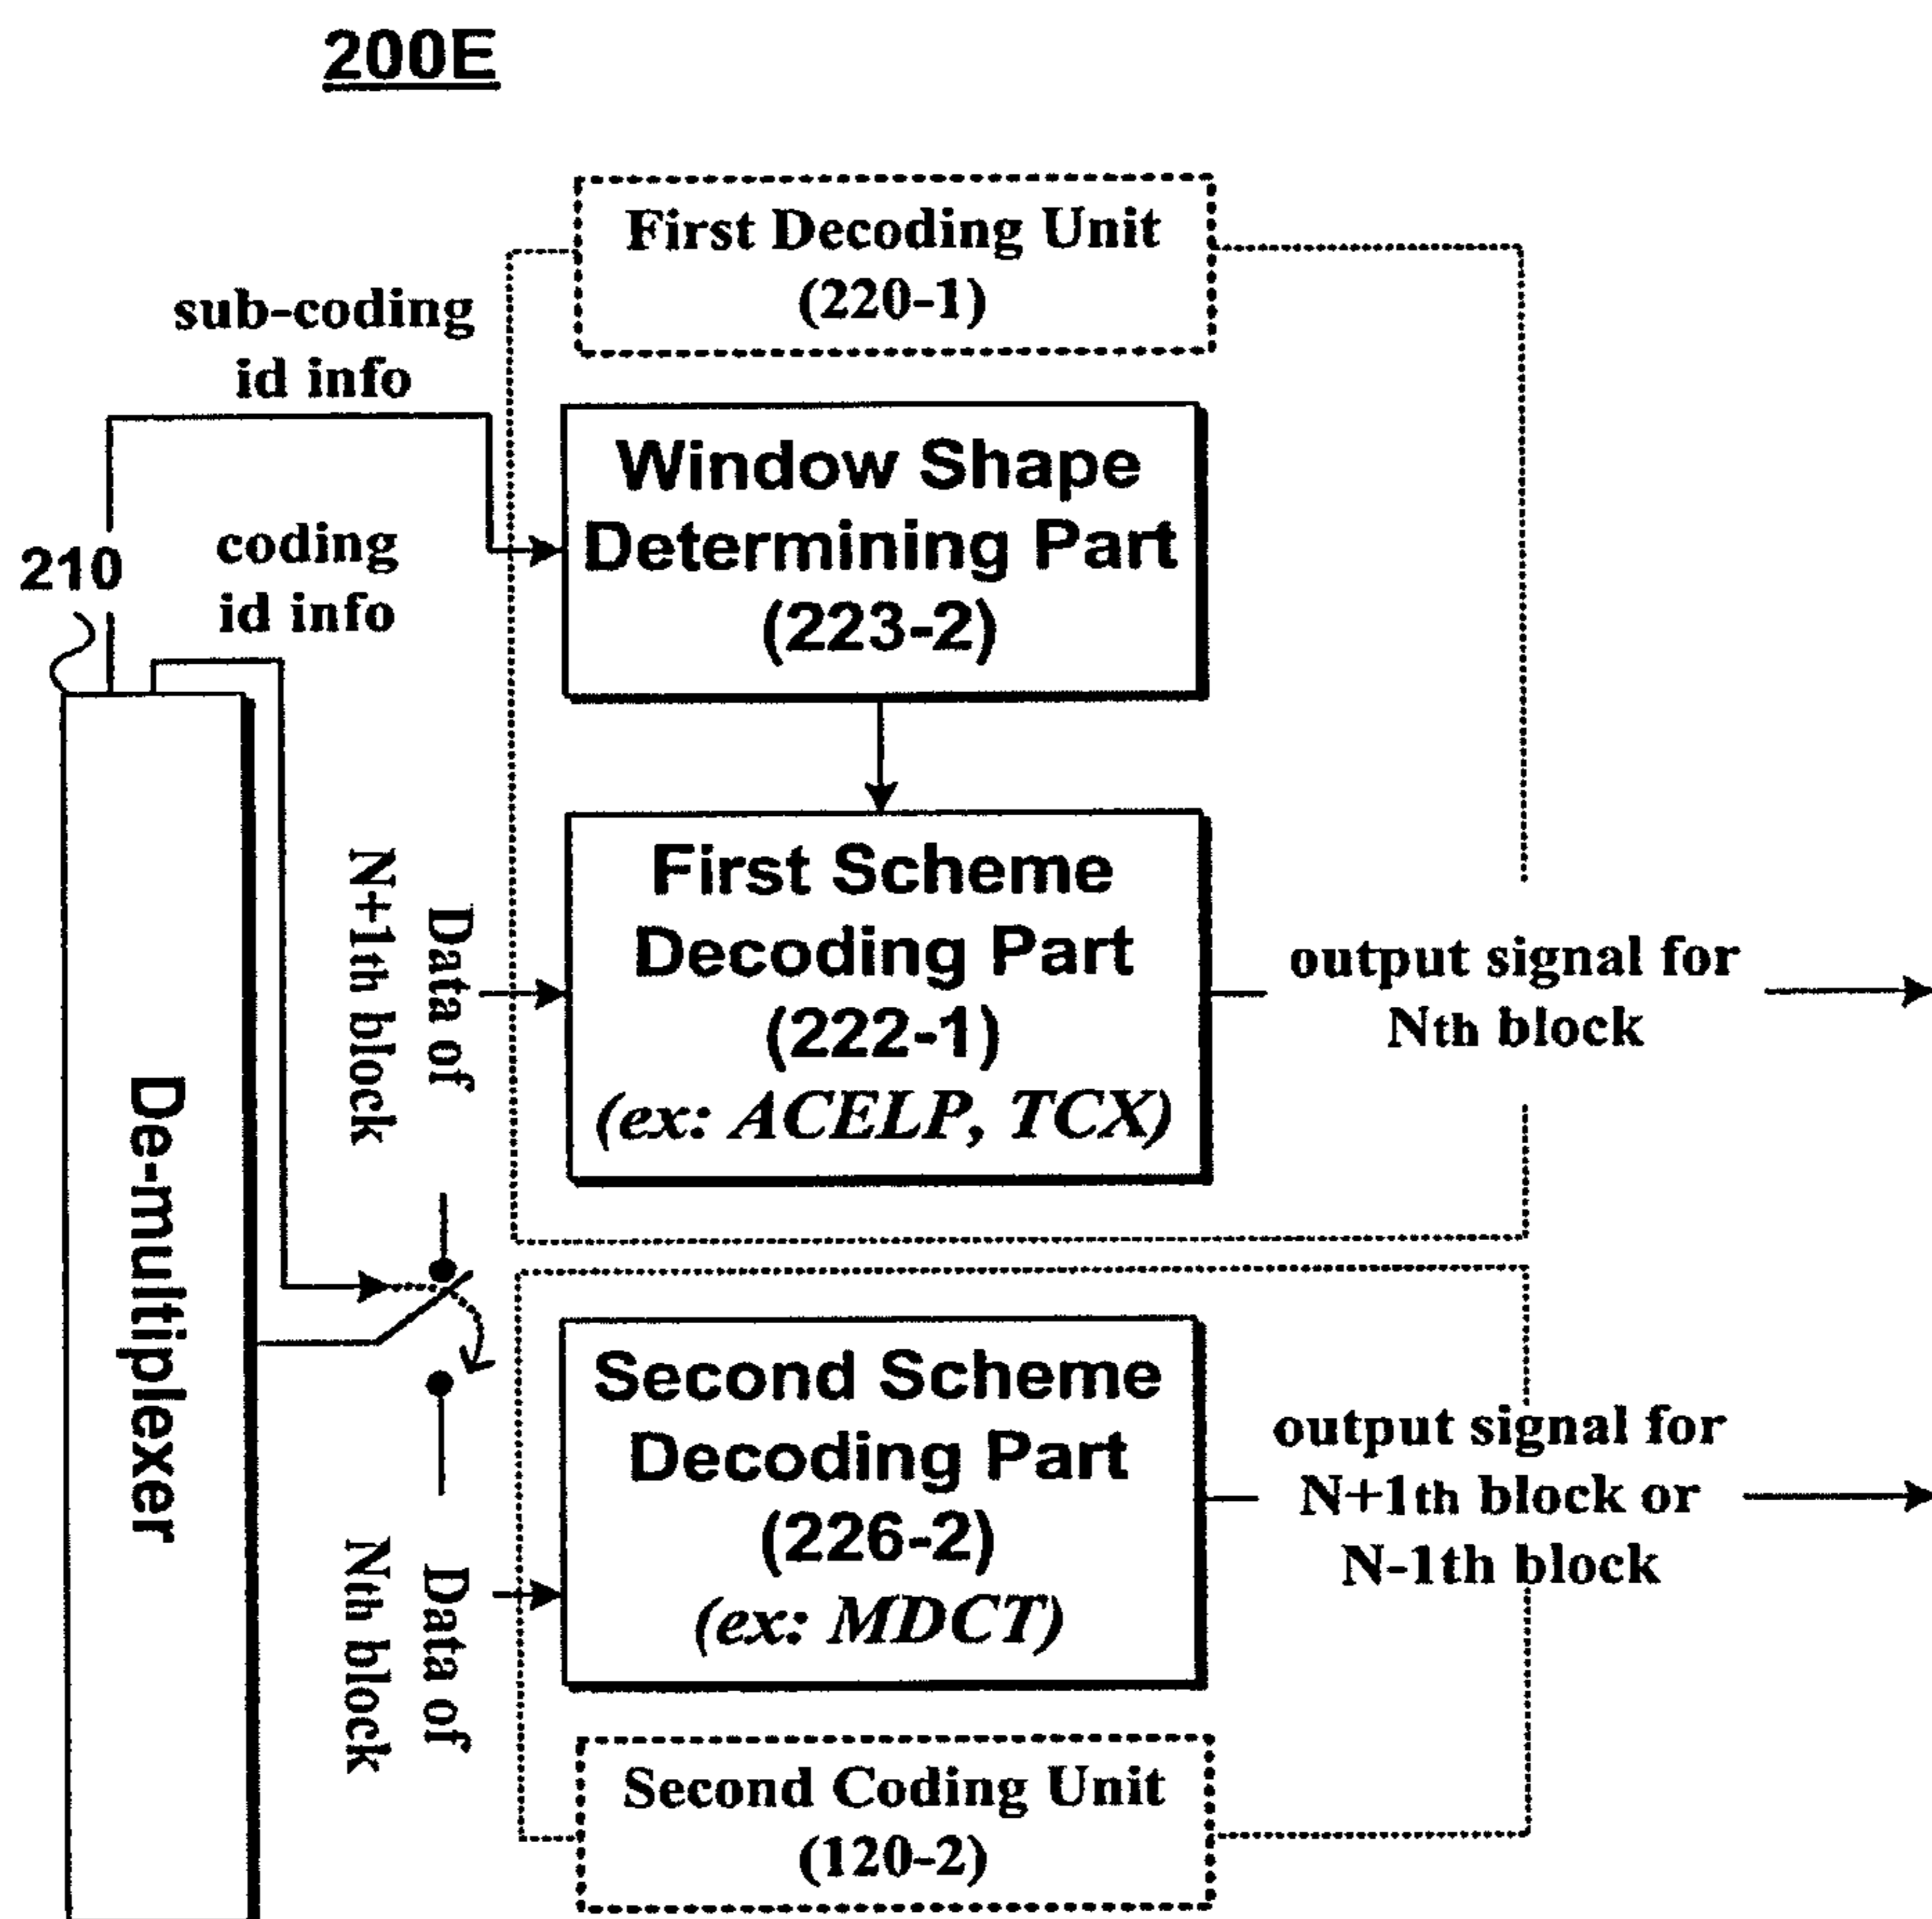 200E
First Decoding Unit
(220-1)
sub-coding
id info
Window Shape
Determining Part
(223-2)
210
coding
id info
First Scheme
Decoding Part
(222-1)
(ex: ACELP, TCX)
Data of
N+1th block
output signal for
Nth block
De-multiplexer
Second Scheme
Decoding Part
(226-2)
(ex: MDCT)
Data of
Nth block
output signal for
N+1th block or
N-1th block
Second Coding Unit
(120-2)